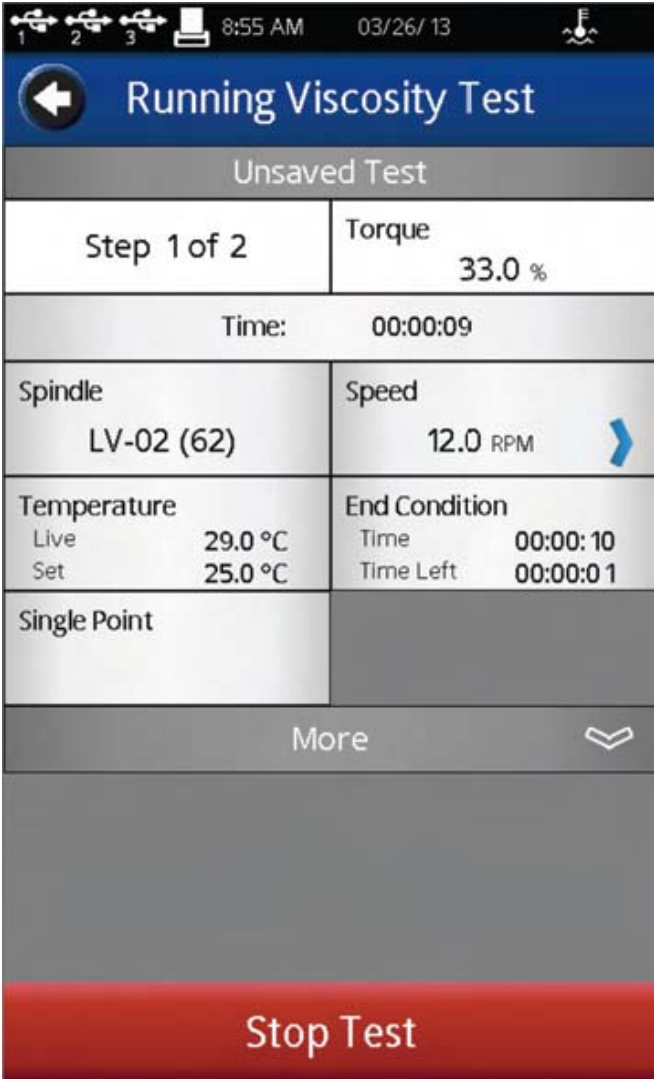 1 2 3 8:55 AM 03/26/13
Running Viscosity Test
Unsaved Test
Step 1 of 2
Torque
33.0 %
Time: 00:00:09
Spindle
LV-02 (62)
Speed
12.0 RPM
Temperature
Live 29.0 °C
Set 25.0 °C
End Condition
Time 00:00:10
Time Left 00:00:01
Single Point
More
Stop Test